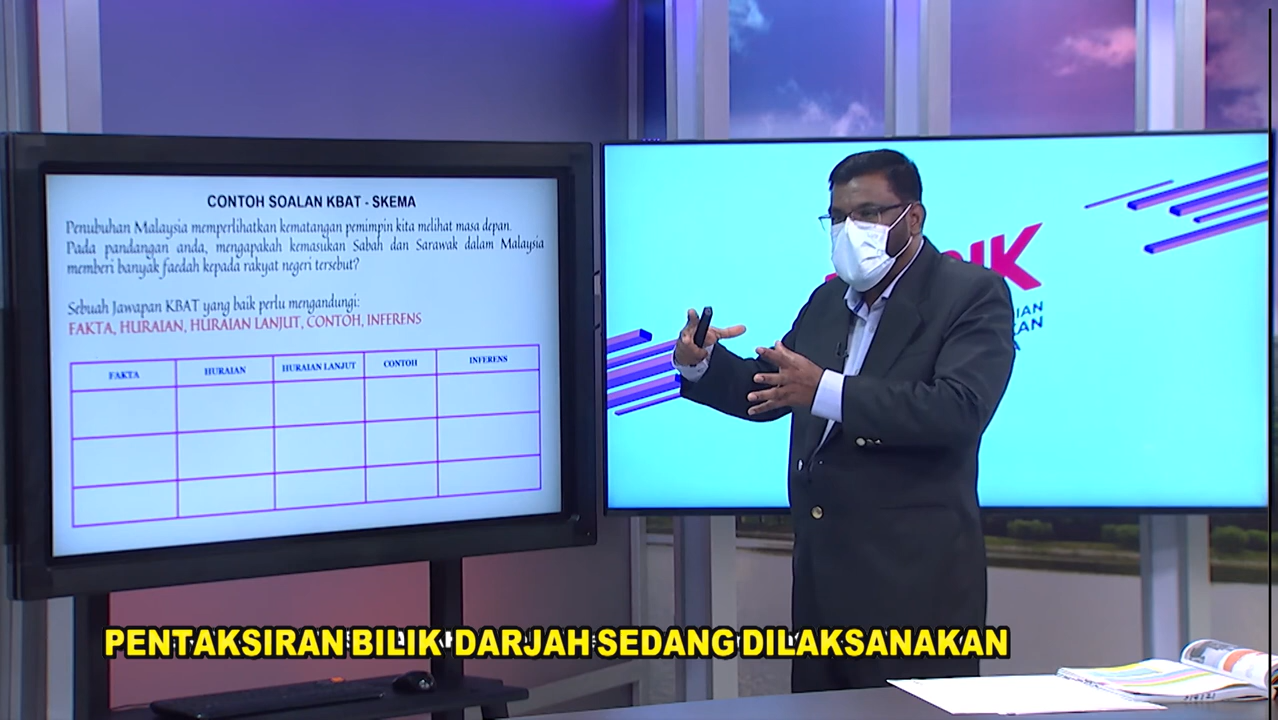 CONTOH SOALAN KBAT - SKEMA
Penubuhan Malaysia memperlihatkan kematangan pemimpin kita melihat masa depan.
Pada pandangan anda, mengapakah kemasukan Sabah dan Sarawak dalam Malaysia
memberi banyak faedah kepada rakyat negeri tersebut?
Sebuah Jawapan KBAT yang baik perlu mengandungi:
FAKTA, HURAIAN, HURAIAN LANJUT, CONTOH, INFERENS
FAKTA HURAIAN HURAIAN LANJUT CONTOH INFERENS
PENTAKSIRAN BILIK DARJAH SEDANG DILAKSANAKAN